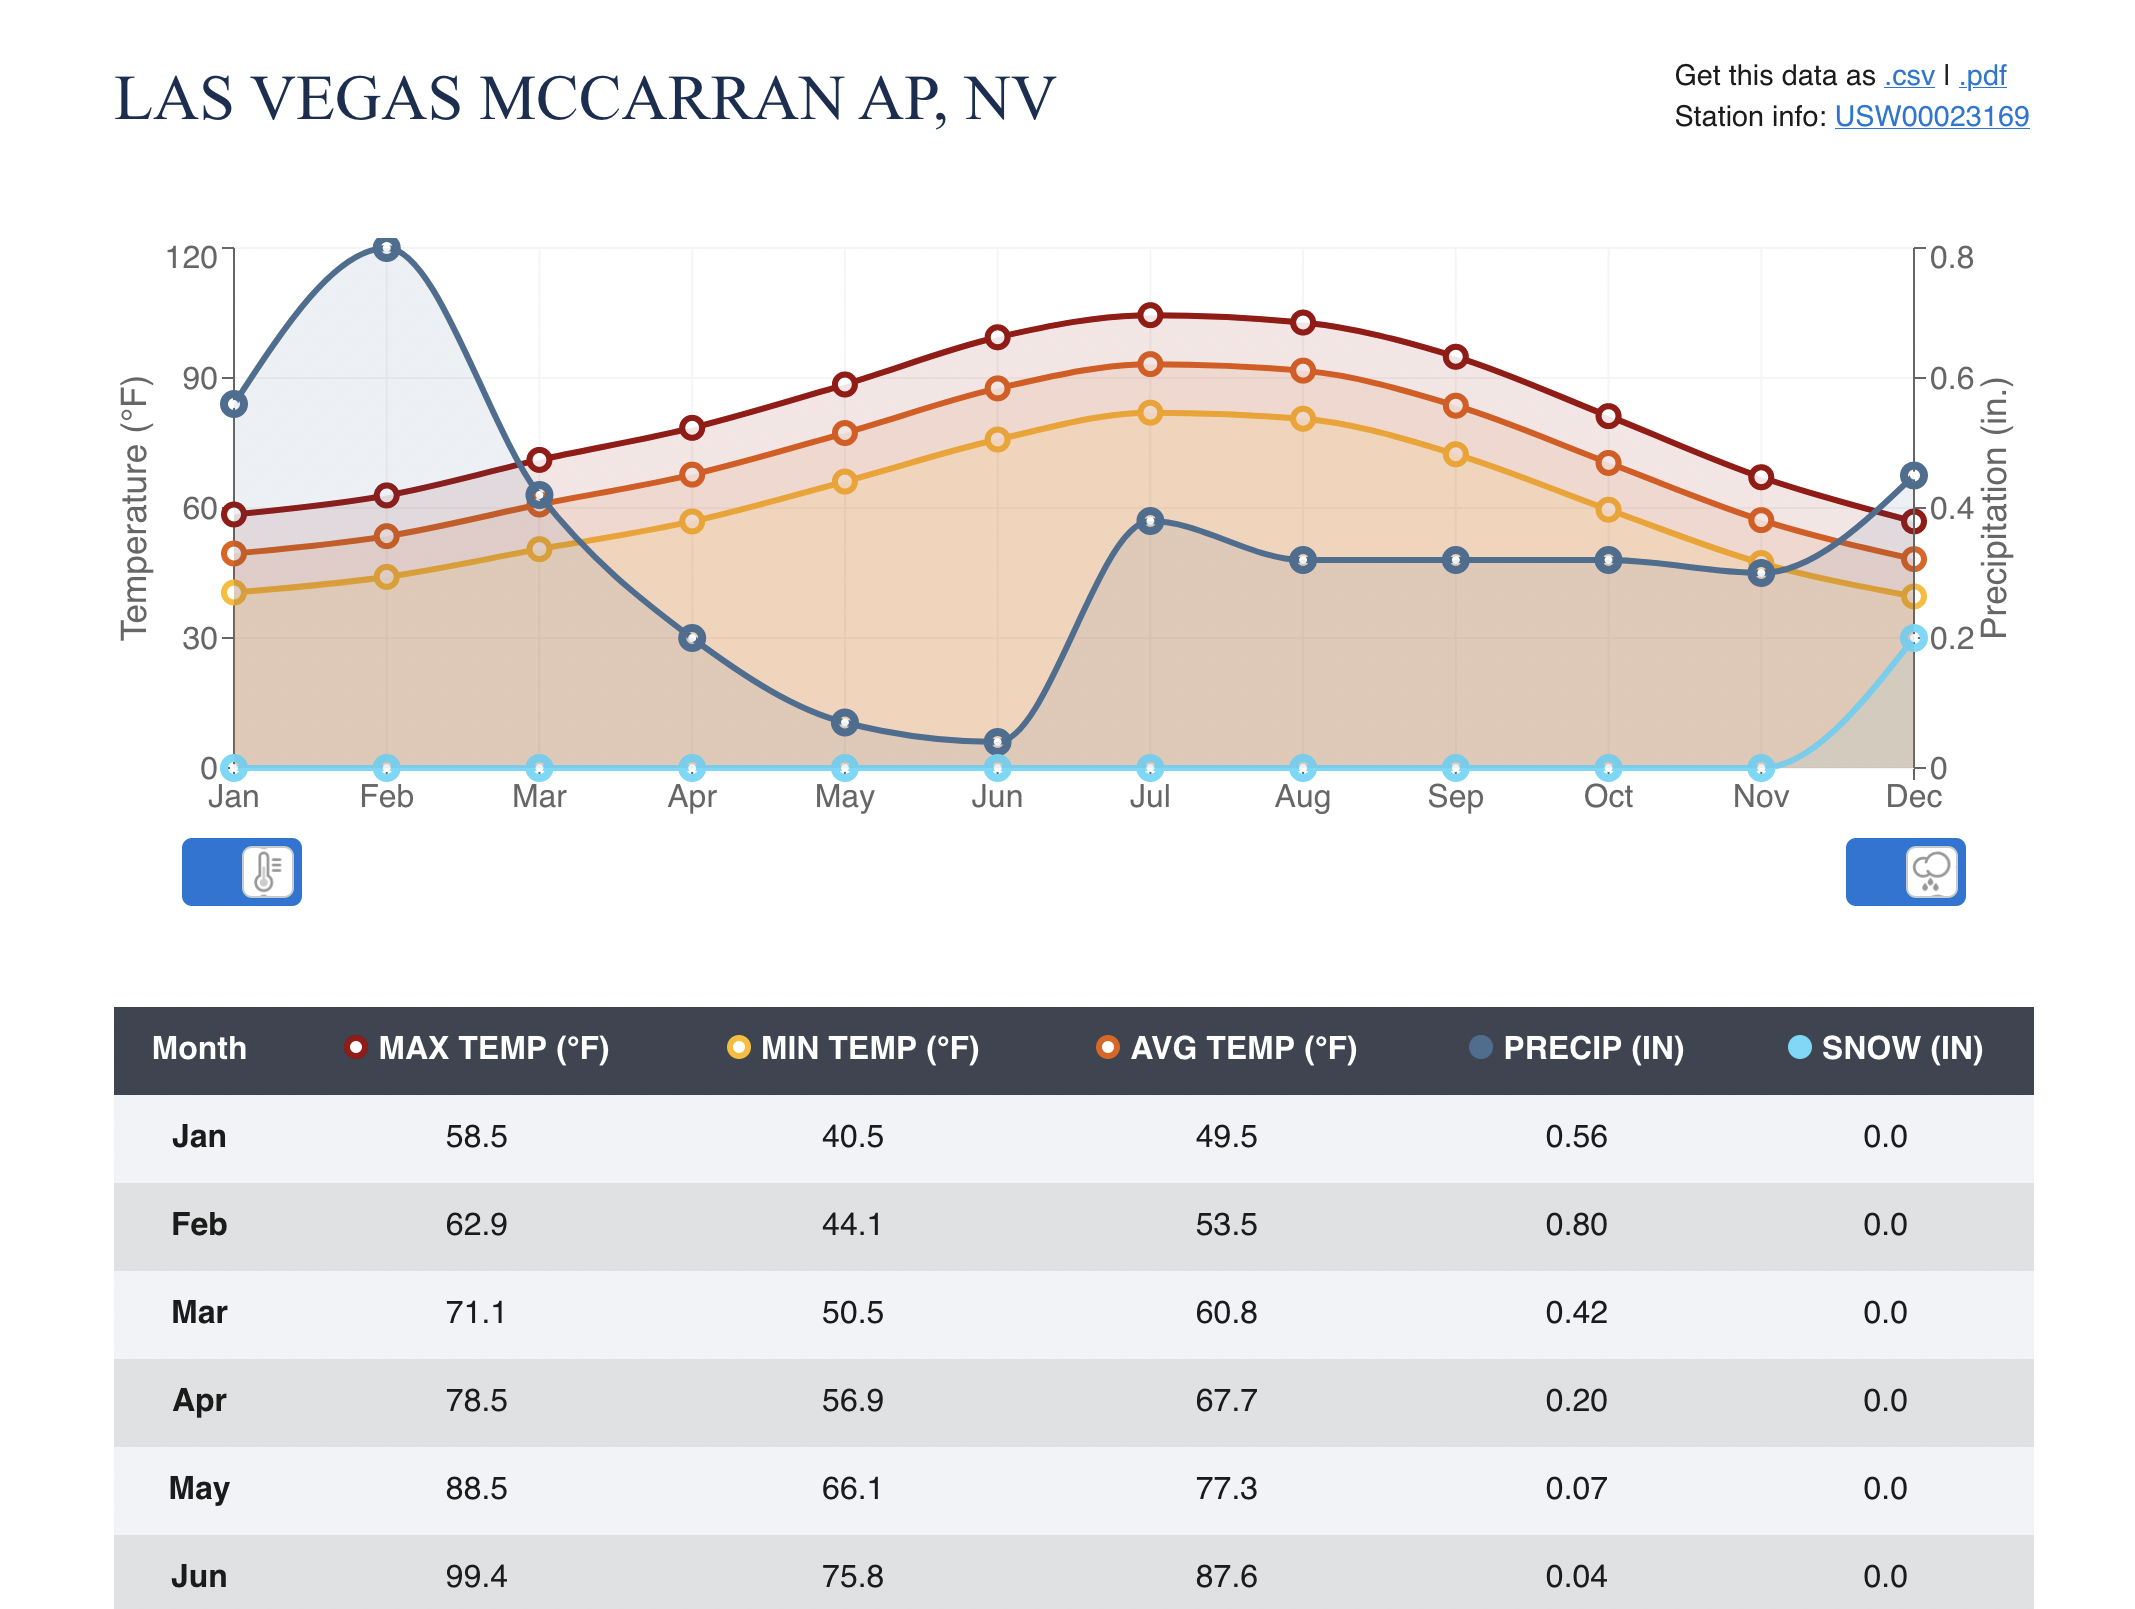 LAS VEGAS MCCARRAN AP, NV
Get this data as .csv | .pdf
Station info: USW00023169
Temperature (°F)
120
90
60
30
0
Precipitation (in.)
0.8
0.6
0.4
0.2
0
Jan Feb Mar Apr May Jun Jul Aug Sep Oct Nov Dec
Month MAX TEMP (°F) MIN TEMP (°F) AVG TEMP (°F) PRECIP (IN) SNOW (IN)
Jan 58.5 40.5 49.5 0.56 0.0
Feb 62.9 44.1 53.5 0.80 0.0
Mar 71.1 50.5 60.8 0.42 0.0
Apr 78.5 56.9 67.7 0.20 0.0
May 88.5 66.1 77.3 0.07 0.0
Jun 99.4 75.8 87.6 0.04 0.0